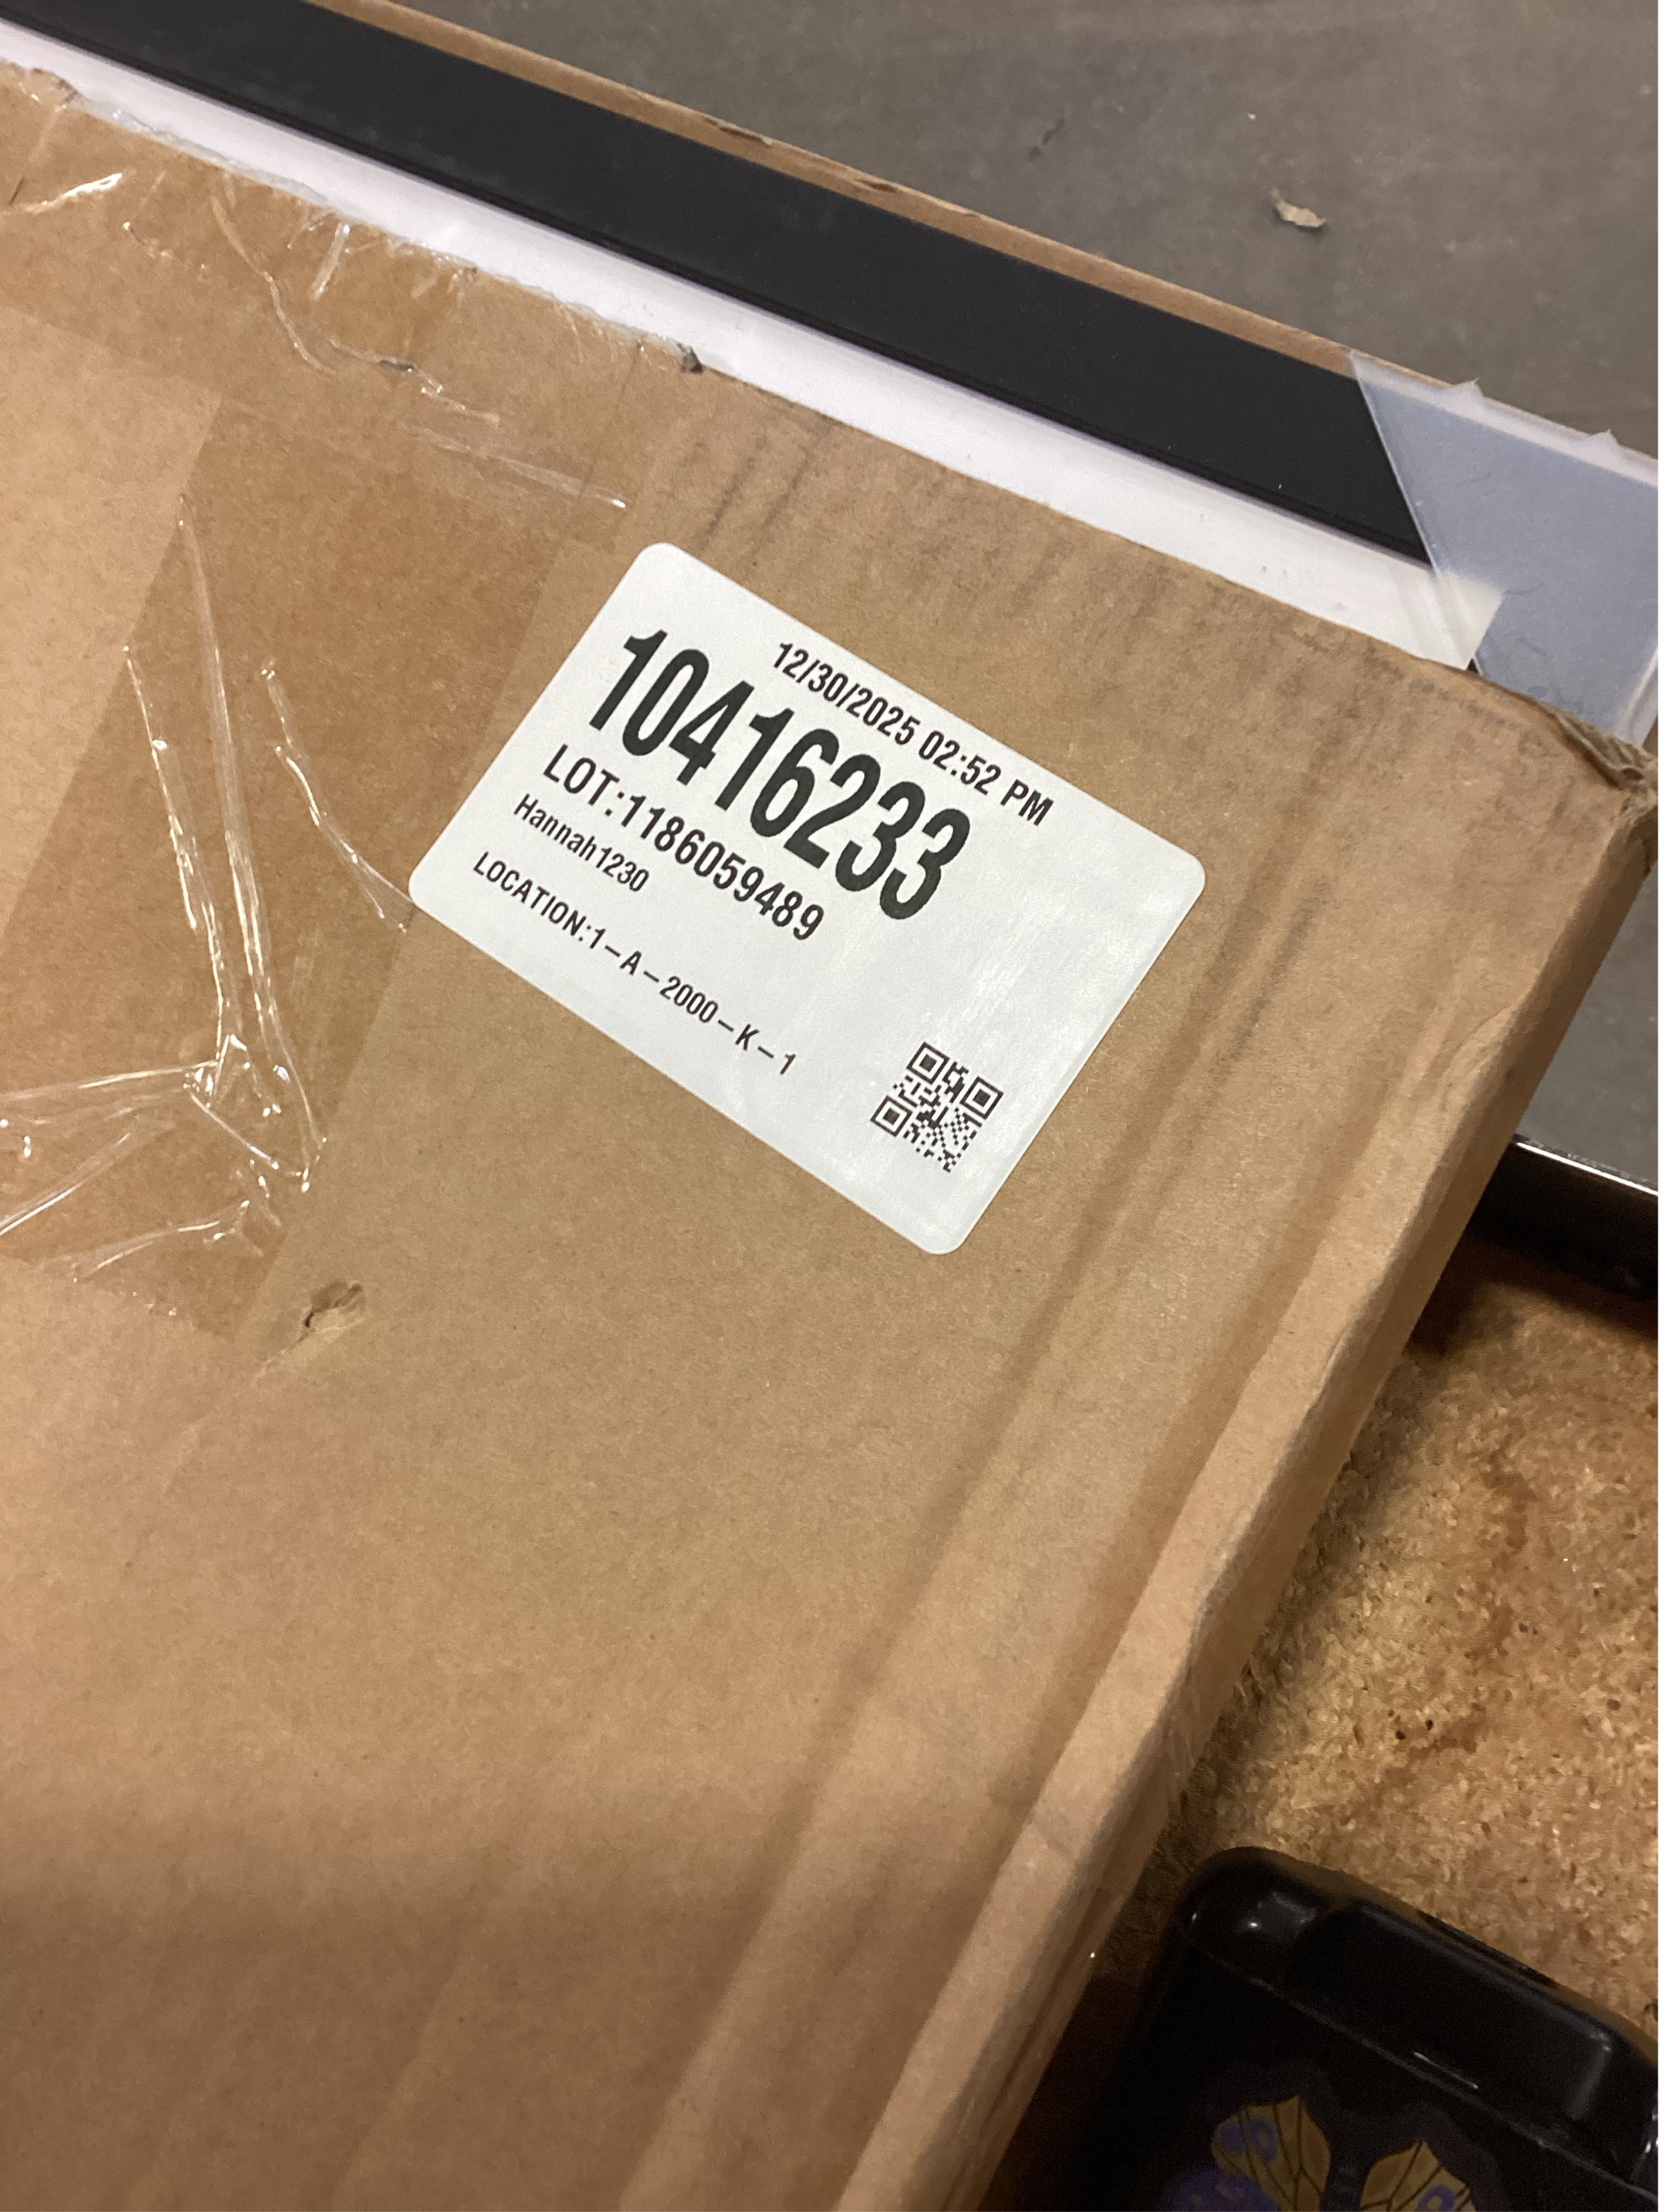 12/30/2025 02:52 PM
10416233
LOT:1186059489
Hannah1230
LOCATION:1-A-2000-K-1